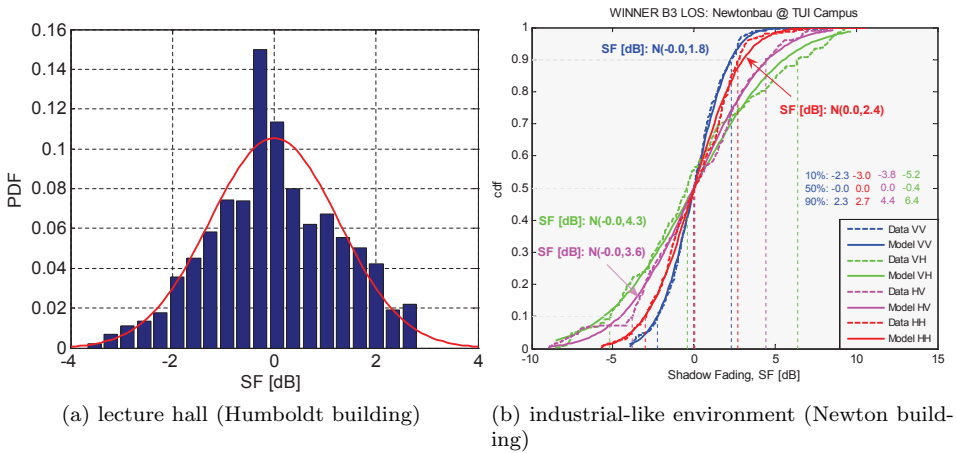 0.16
0.14
0.12
0.1
0.08
0.06
0.04
0.02
0
PDF
-4 -2 0 2 4
SF [dB]
(a) lecture hall (Humboldt building)
WINNER B3 LOS: Newtonbau @ TUI Campus
1
0.9
0.8
0.7
0.6
0.5
0.4
0.3
0.2
0.1
0
cdf
SF [dB]: N(-0.0,1.8)
SF [dB]: N(0.0,2.4)
10%: -2.3 -3.0 -3.8 -5.2
50%: -0.0 0.0 0.0 -0.4
90%: 2.3 2.7 4.4 6.4
SF [dB]: N(-0.0,4.3)
SF [dB]: N(-0.0,3.6)
Data VV
Model VV
Data VH
Model VH
Data HV
Model HV
Data HH
Model HH
-10 -5 0 5 10 15
Shadow Fading, SF [dB]
(b) industrial-like environment (Newton build-
ing)